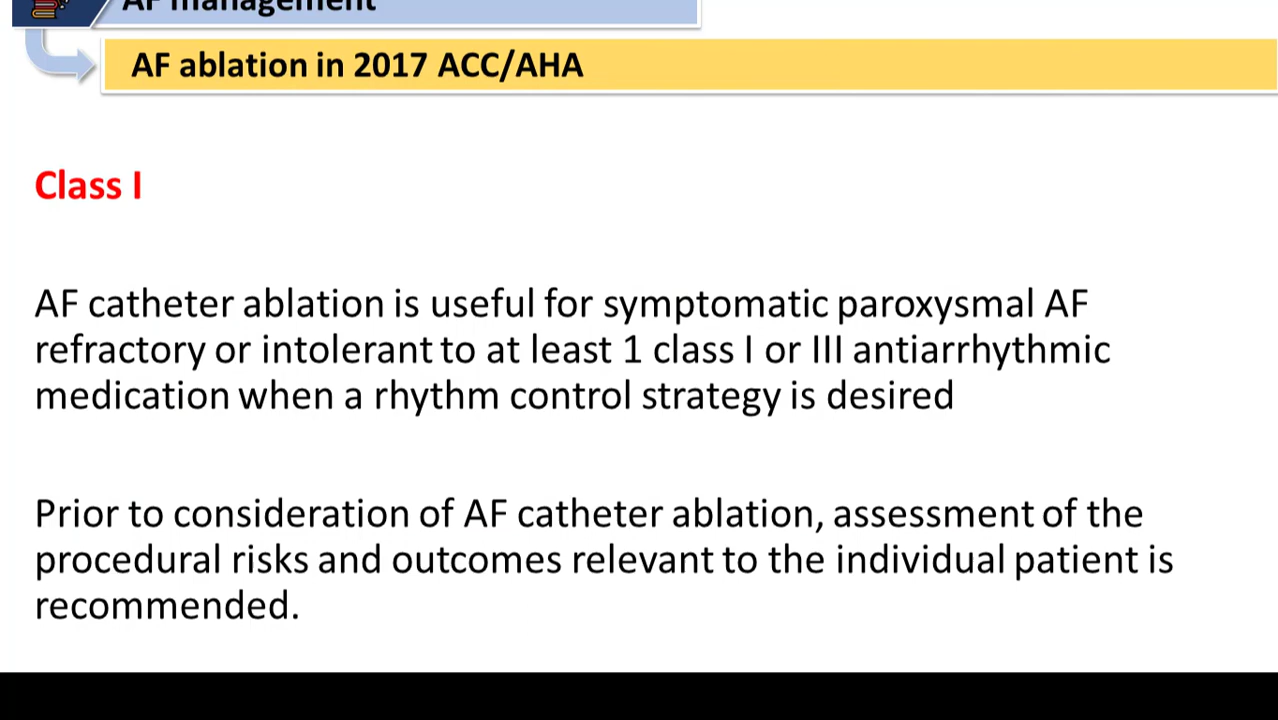 AF management
AF ablation in 2017 ACC/AHA
Class I
AF catheter ablation is useful for symptomatic paroxysmal AF
refractory or intolerant to at least 1 class I or III antiarrhythmic
medication when a rhythm control strategy is desired
Prior to consideration of AF catheter ablation, assessment of the
procedural risks and outcomes relevant to the individual patient is
recommended.